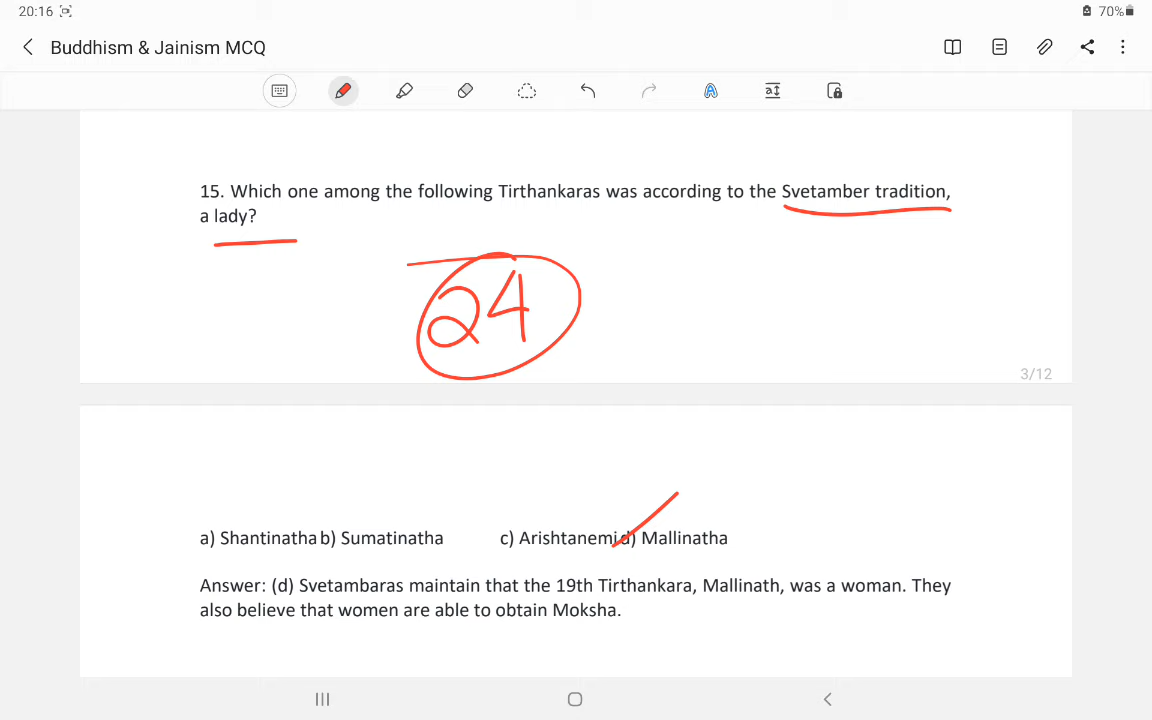 20:16 70%
Buddhism & Jainism MCQ
15. Which one among the following Tirthankaras was according to the Svetamber tradition,
a lady?
24
3/12
a) Shantinatha b) Sumatinatha c) Arishtanemi d) Mallinatha
Answer: (d) Svetambaras maintain that the 19th Tirthankara, Mallinath, was a woman. They
also believe that women are able to obtain Moksha.